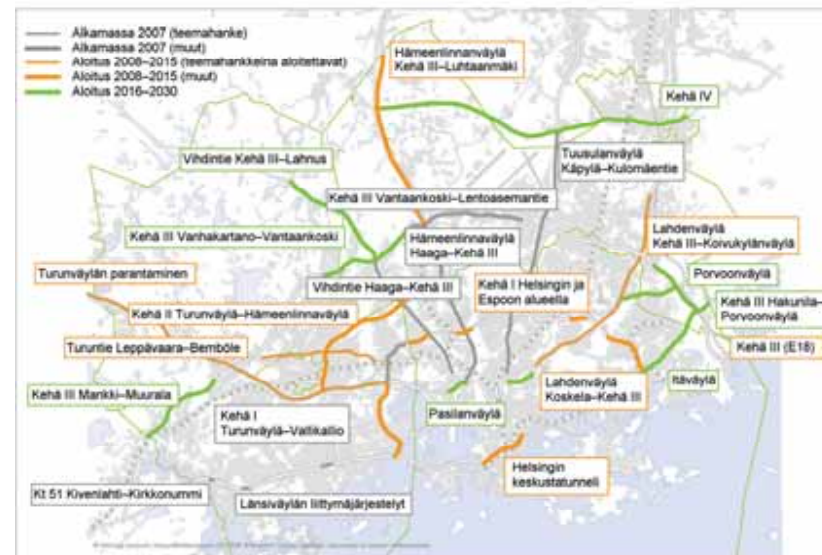 Alkamassa 2007 (teemahanke)
Alkamassa 2007 (muut)
Aloitus 2008–2015 (teemahankkeina aloitettavat)
Aloitus 2008–2015 (muut)
Aloitus 2016–2030
Hämeenlinnanväylä
Kehä III–Luhtaanmäki
Kehä IV
Vihdintie Kehä III–Lahnus
Tuusulanväylä
Käpylä–Kulomäentie
Kehä III Vantaankoski–Lentoasemantie
Kehä III Vanhakartano–Vantaankoski
Hämeenlinnaväylä
Haaga–Kehä III
Lahdenväylä
Kehä III–Koivukylänväylä
Turunväylän parantaminen
Vihdintie Haaga–Kehä III
Kehä I Helsingin ja
Espoon alueella
Porvoonväylä
Kehä II Turunväylä–Hämeenlinnaväylä
Kehä III Hakunila–
Porvoonväylä
Turuntie Leppävaara–Bemböle
Kehä III (E18)
Kehä III Mankki–Muurala
Kehä I
Turunväylä–Vallikallio
Pasilanväylä
Lahdenväylä
Koskela–Kehä III
Itäväylä
Kt 51 Kivenlahti–Kirkkonummi
Länsiväylän liittymäjärjestelyt
Helsingin
keskustatunneli